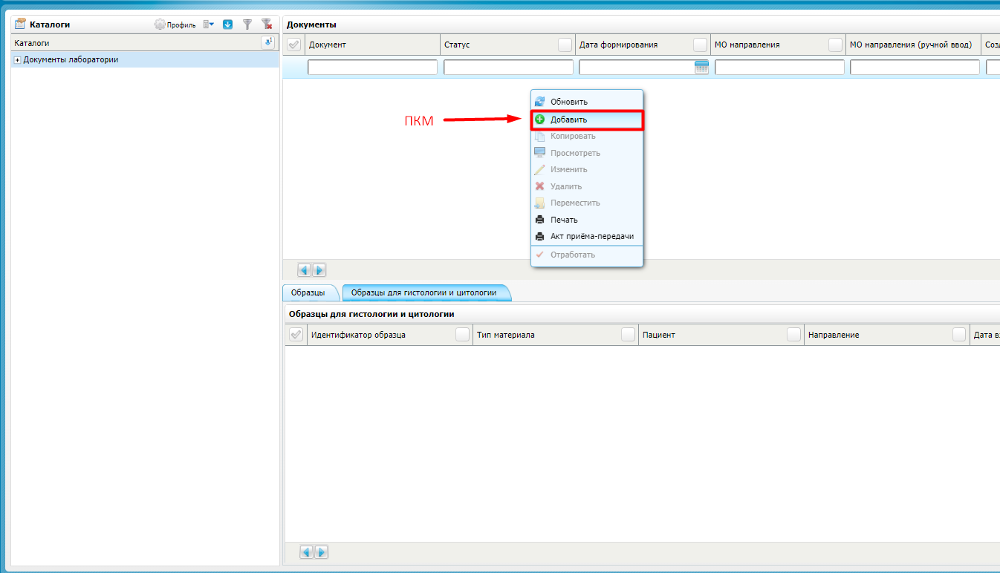 Каталоги
Профиль
Каталоги
Документы лаборатории
Документы
Документ
Статус
Дата формирования
МО направления
МО направления (ручной ввод)
Созд
ПКМ
Обновить
Добавить
Копировать
Просмотреть
Изменить
Удалить
Переместить
Печать
Акт приёма-передачи
Отработать
Образцы
Образцы для гистологии и цитологии
Образцы для гистологии и цитологии
Идентификатор образца
Тип материала
Пациент
Направление
Дата вз